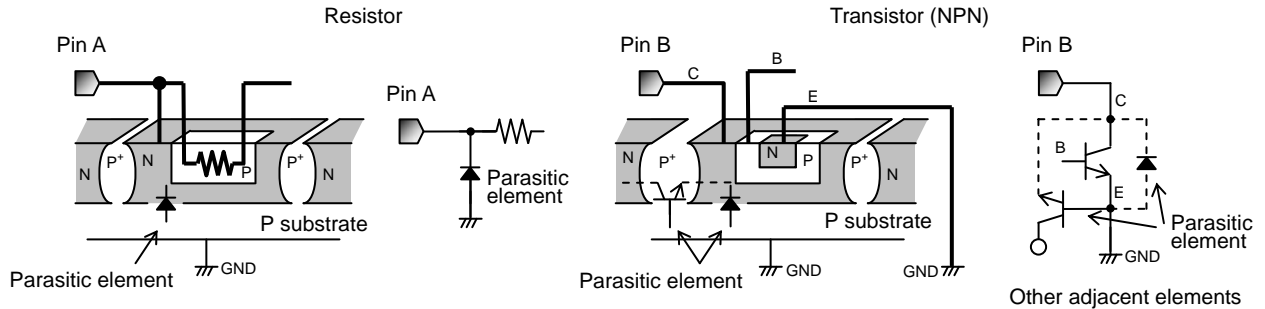 Resistor
Pin A
N
P+
N
P
P+
N
P substrate
Parasitic element
GND
Pin A
Parasitic
element
Transistor (NPN)
Pin B
C
B
E
N
P+
N
P
P+
N
P substrate
Parasitic element
GND
GND
Pin B
C
B
E
Parasitic
element
GND
Other adjacent elements